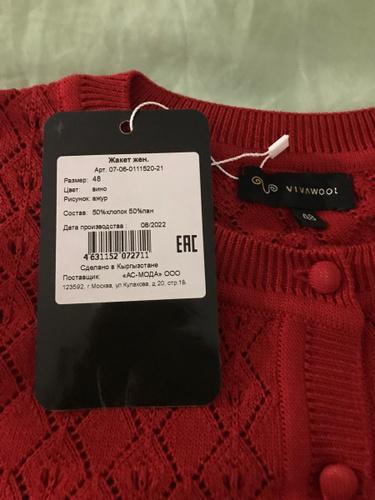 Жакет жен.
Арт. 07-06-0111520-21
Размер: 48
Цвет: вино
Рисунок: ажур
Состав: 50%хлопок 50%пан
Дата производства : 06/2022
4 631152 072711
EAC
Сделано в Кыргызстане
Поставщик: «АС-МОДА» ООО
123592, г.Москва, ул.Кулакова, д.20, стр.1Б
VIVAWOOL
48